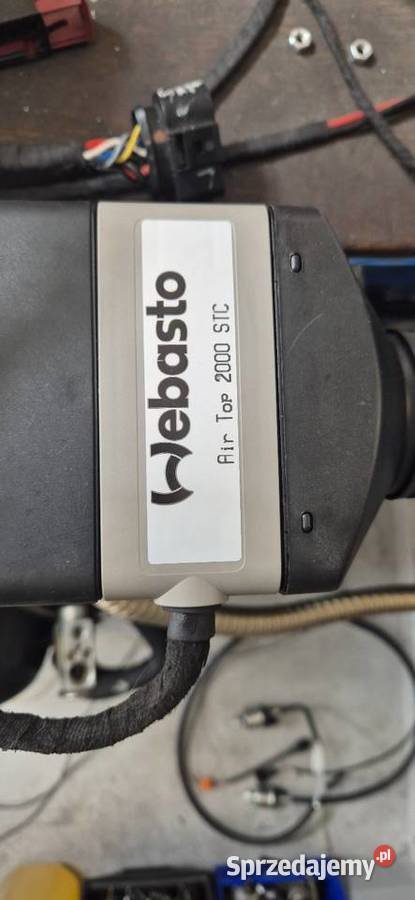 Webasto
Air Top 2000 STC
Sprzedajemy.pl